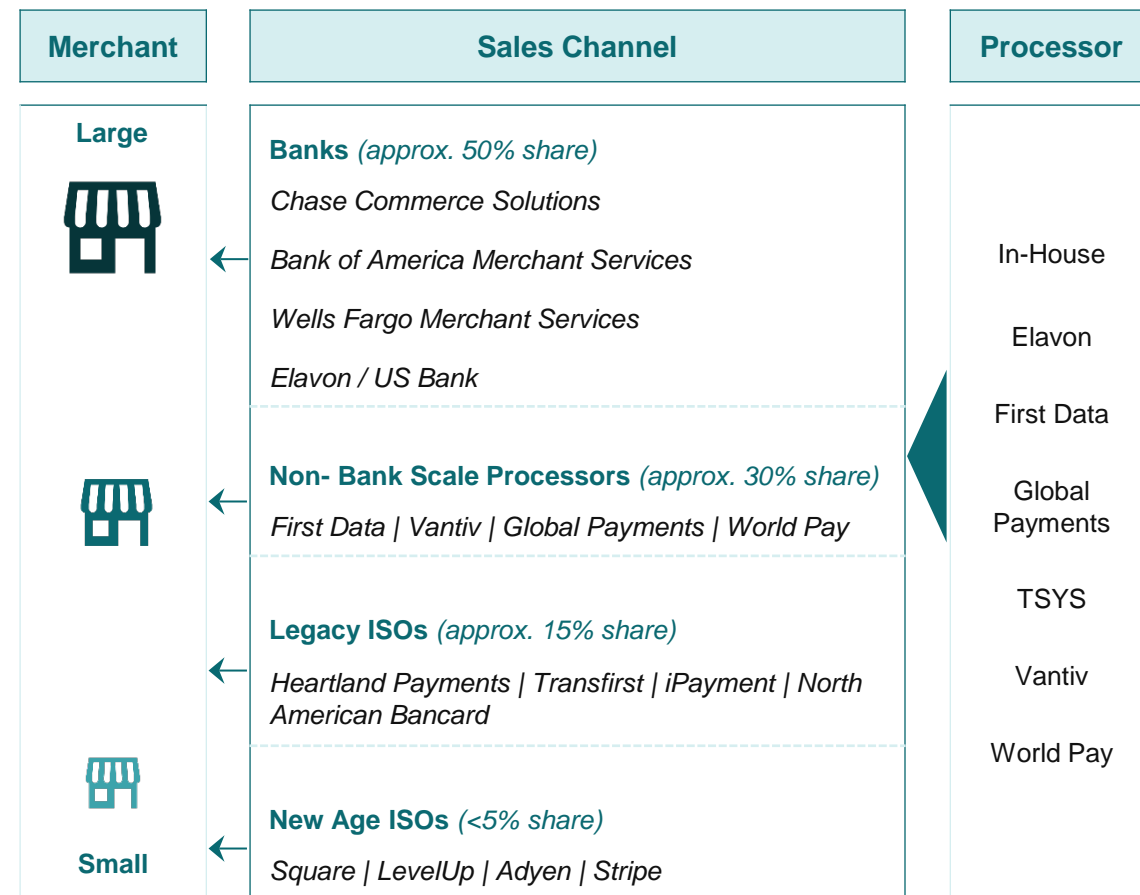 Merchant
Sales Channel
Processor
Large
Small
Banks (approx. 50% share)
Chase Commerce Solutions
Bank of America Merchant Services
Wells Fargo Merchant Services
Elavon / US Bank
Non- Bank Scale Processors (approx. 30% share)
First Data | Vantiv | Global Payments | World Pay
Legacy ISOs (approx. 15% share)
Heartland Payments | Transfirst | iPayment | North
American Bancard
New Age ISOs (<5% share)
Square | LevelUp | Adyen | Stripe
In-House
Elavon
First Data
Global
Payments
TSYS
Vantiv
World Pay